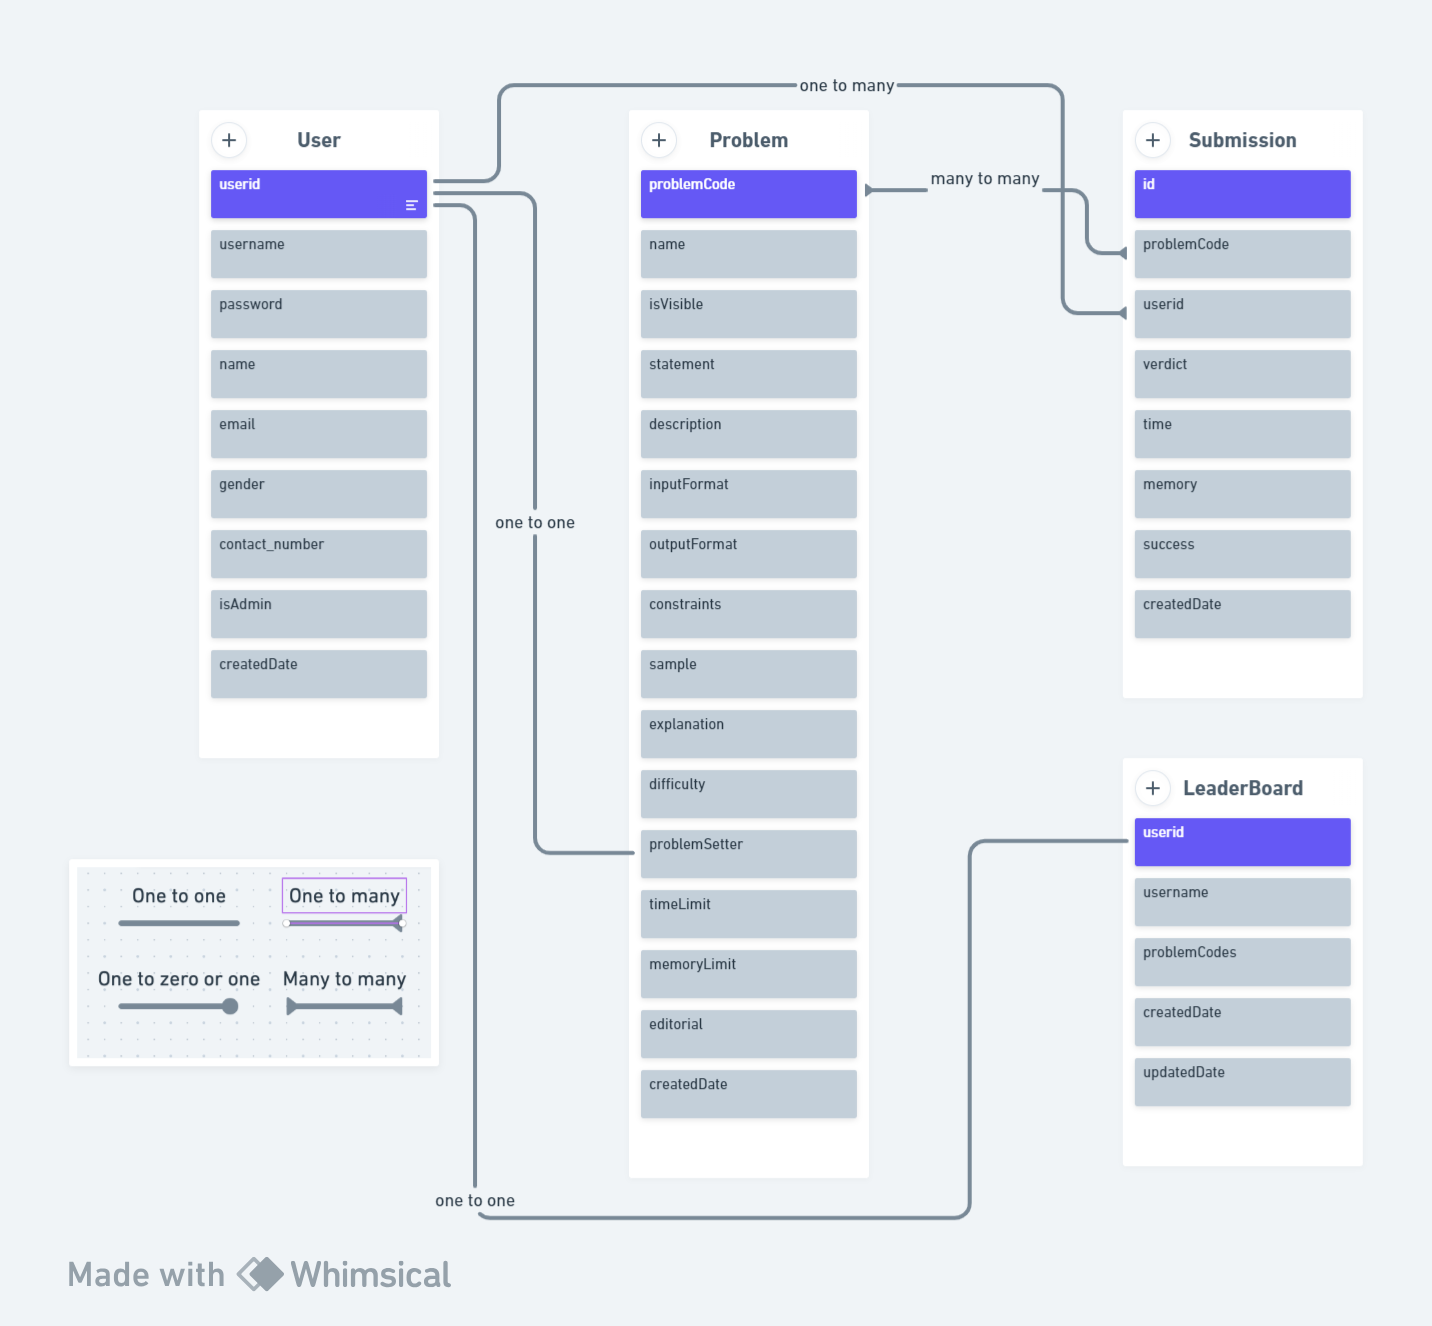 one to many
User
userid
username
password
name
email
gender
contact_number
isAdmin
createdDate
one to one
Problem
problemCode
name
isVisible
statement
description
inputFormat
outputFormat
constraints
sample
explanation
difficulty
problemSetter
timeLimit
memoryLimit
editorial
createdDate
many to many
Submission
id
problemCode
userid
verdict
time
memory
success
createdDate
LeaderBoard
userid
username
problemCodes
createdDate
updatedDate
One to one
One to many
One to zero or one
Many to many
one to one
Made with Whimsical